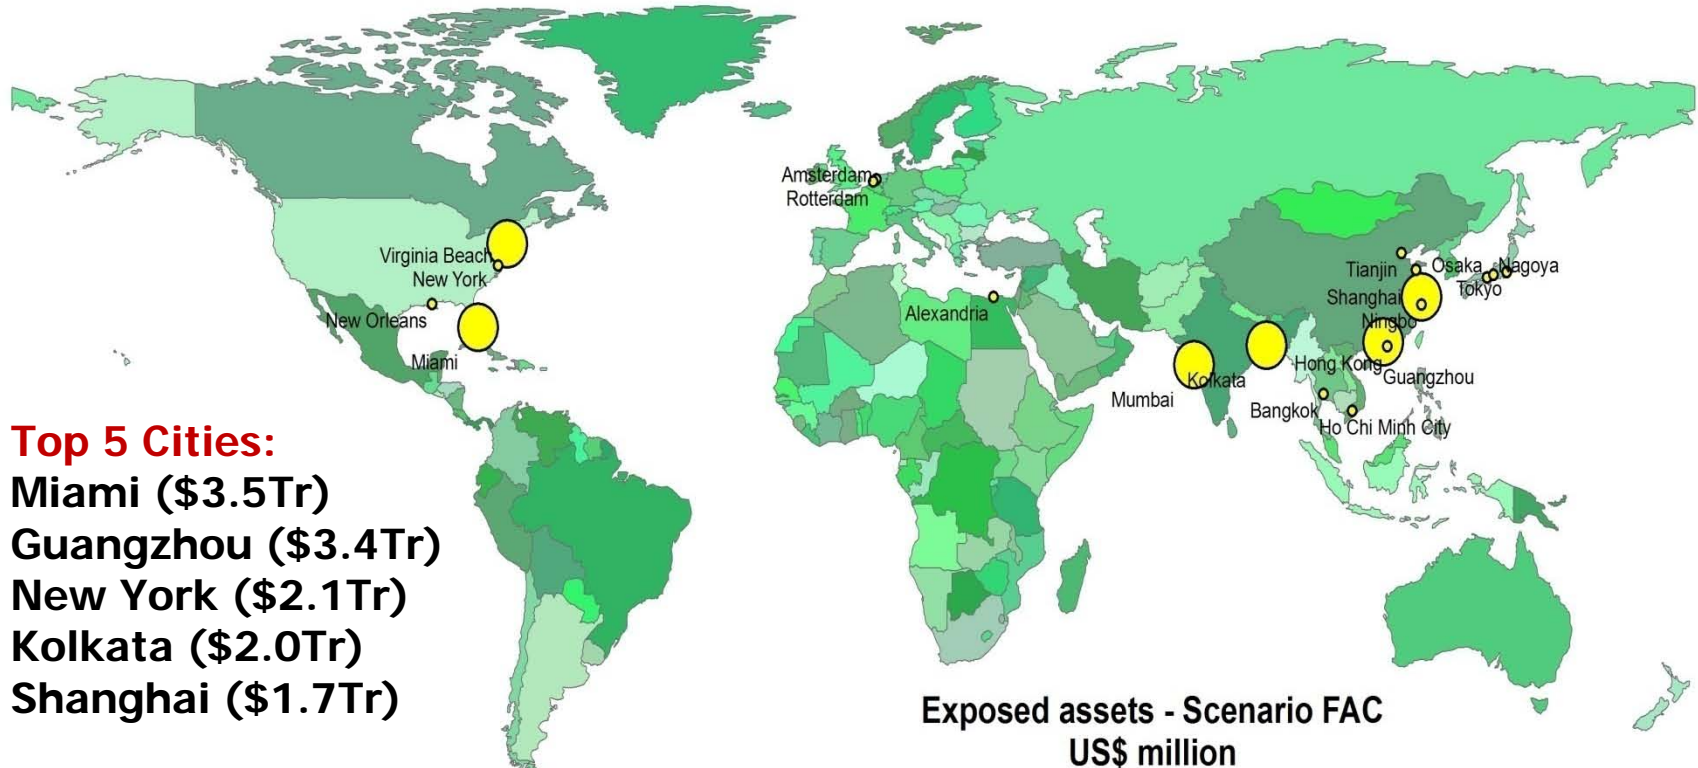 Amsterdam
Rotterdam
Virginia Beach
New York
New Orleans
Miami
Alexandria
Tianjin
Osaka
Nagoya
Tokyo
Shanghai
Ningbo
Hong Kong
Guangzhou
Kolkata
Mumbai
Bangkok
Ho Chi Minh City
Top 5 Cities:
Miami ($3.5Tr)
Guangzhou ($3.4Tr)
New York ($2.1Tr)
Kolkata ($2.0Tr)
Shanghai ($1.7Tr)
Exposed assets - Scenario FAC
US$ million